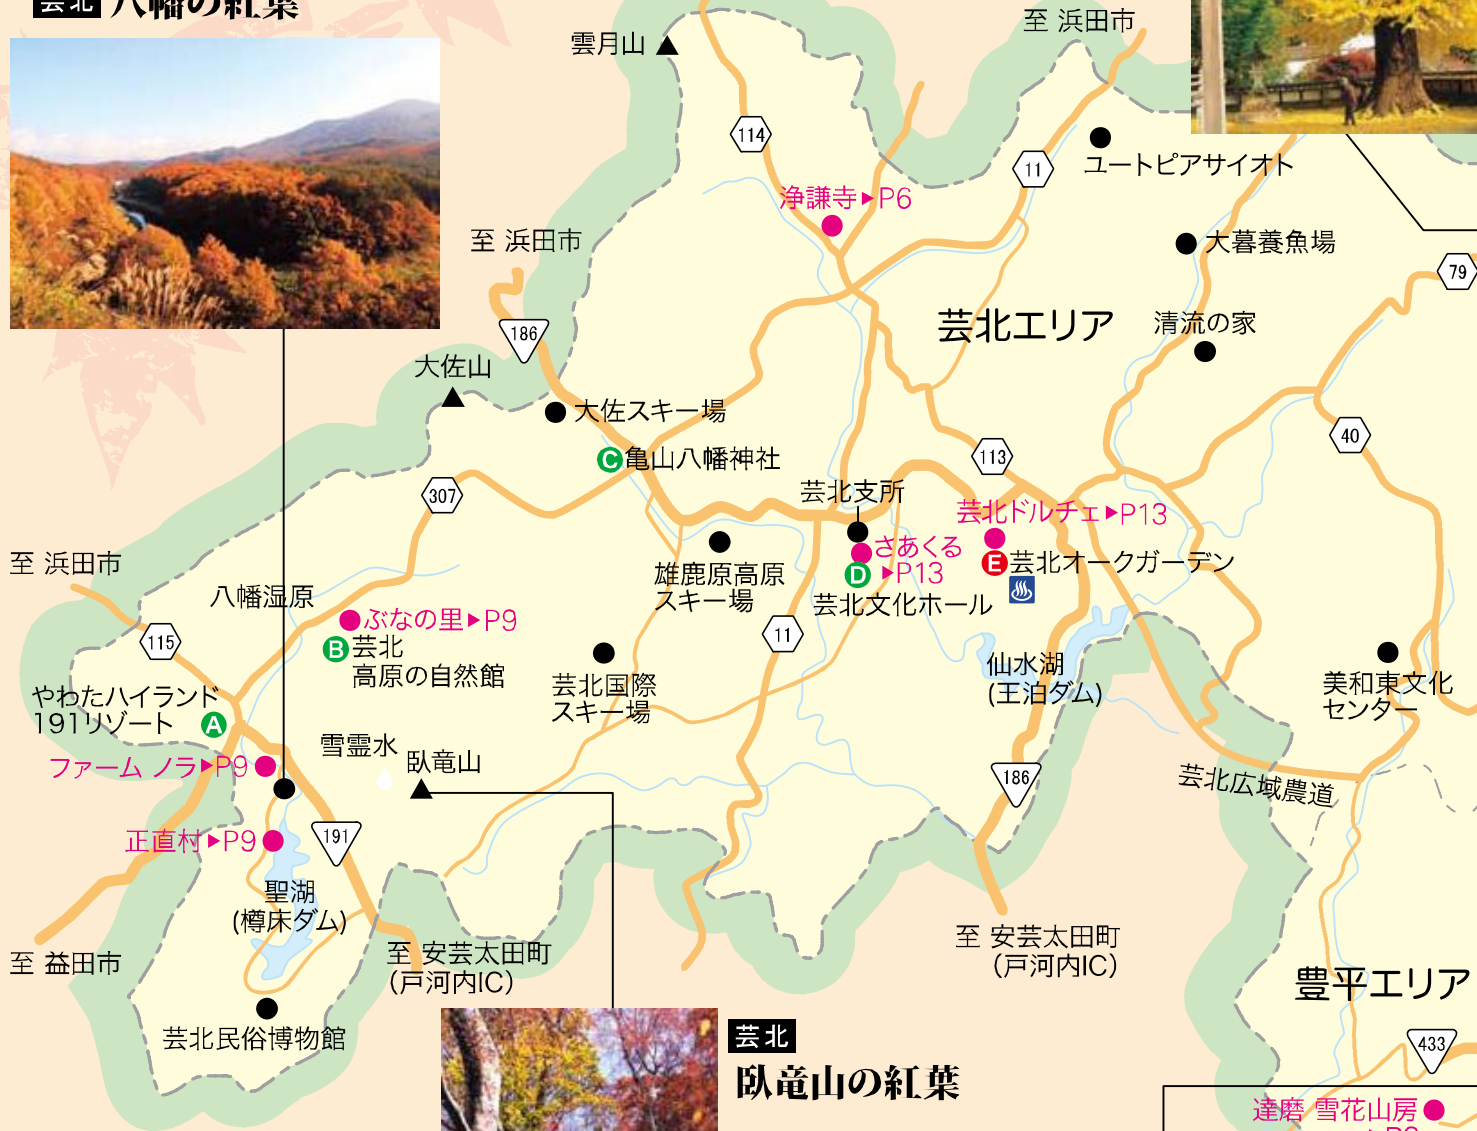 芸北 八幡の紅葉
雲月山
至 浜田市
114
11
ユートピアサイオト
浄謙寺▶P6
大暮養魚場
79
至 浜田市
186
芸北エリア
清流の家
大佐山
大佐スキー場
40
亀山八幡神社
C
113
307
芸北支所
芸北ドルチェ▶P13
至 浜田市
さあくる
▶P13
D
芸北文化ホール
E
芸北オークガーデン
雄鹿原高原
スキー場
八幡湿原
ぶなの里▶P9
B
芸北
高原の自然館
115
11
芸北国際
スキー場
仙水湖
(王泊ダム)
美和東文化
センター
やわたハイランド
191リゾート
A
雪霊水
臥竜山
ファーム ノラ▶P9
186
芸北広域農道
正直村▶P9
191
聖湖
(樽床ダム)
至 益田市
至 安芸太田町
(戸河内IC)
至 安芸太田町
(戸河内IC)
豊平エリア
芸北民俗博物館
芸北
臥竜山の紅葉
433
達磨 雪花山房